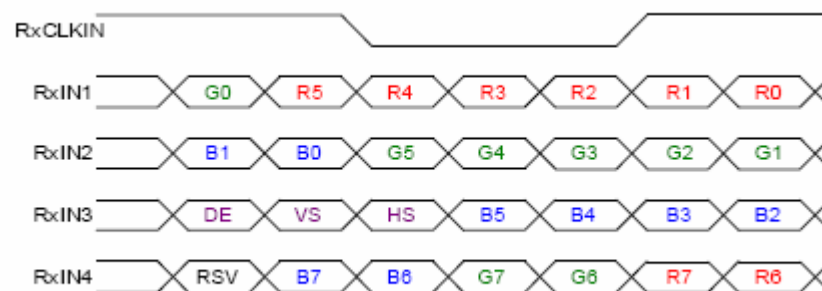 RxCLKIN
RxIN1 G0 R5 R4 R3 R2 R1 R0
RxIN2 B1 B0 G5 G4 G3 G2 G1
RxIN3 DE VS HS B5 B4 B3 B2
RxIN4 RSV B7 B6 G7 G6 R7 R6